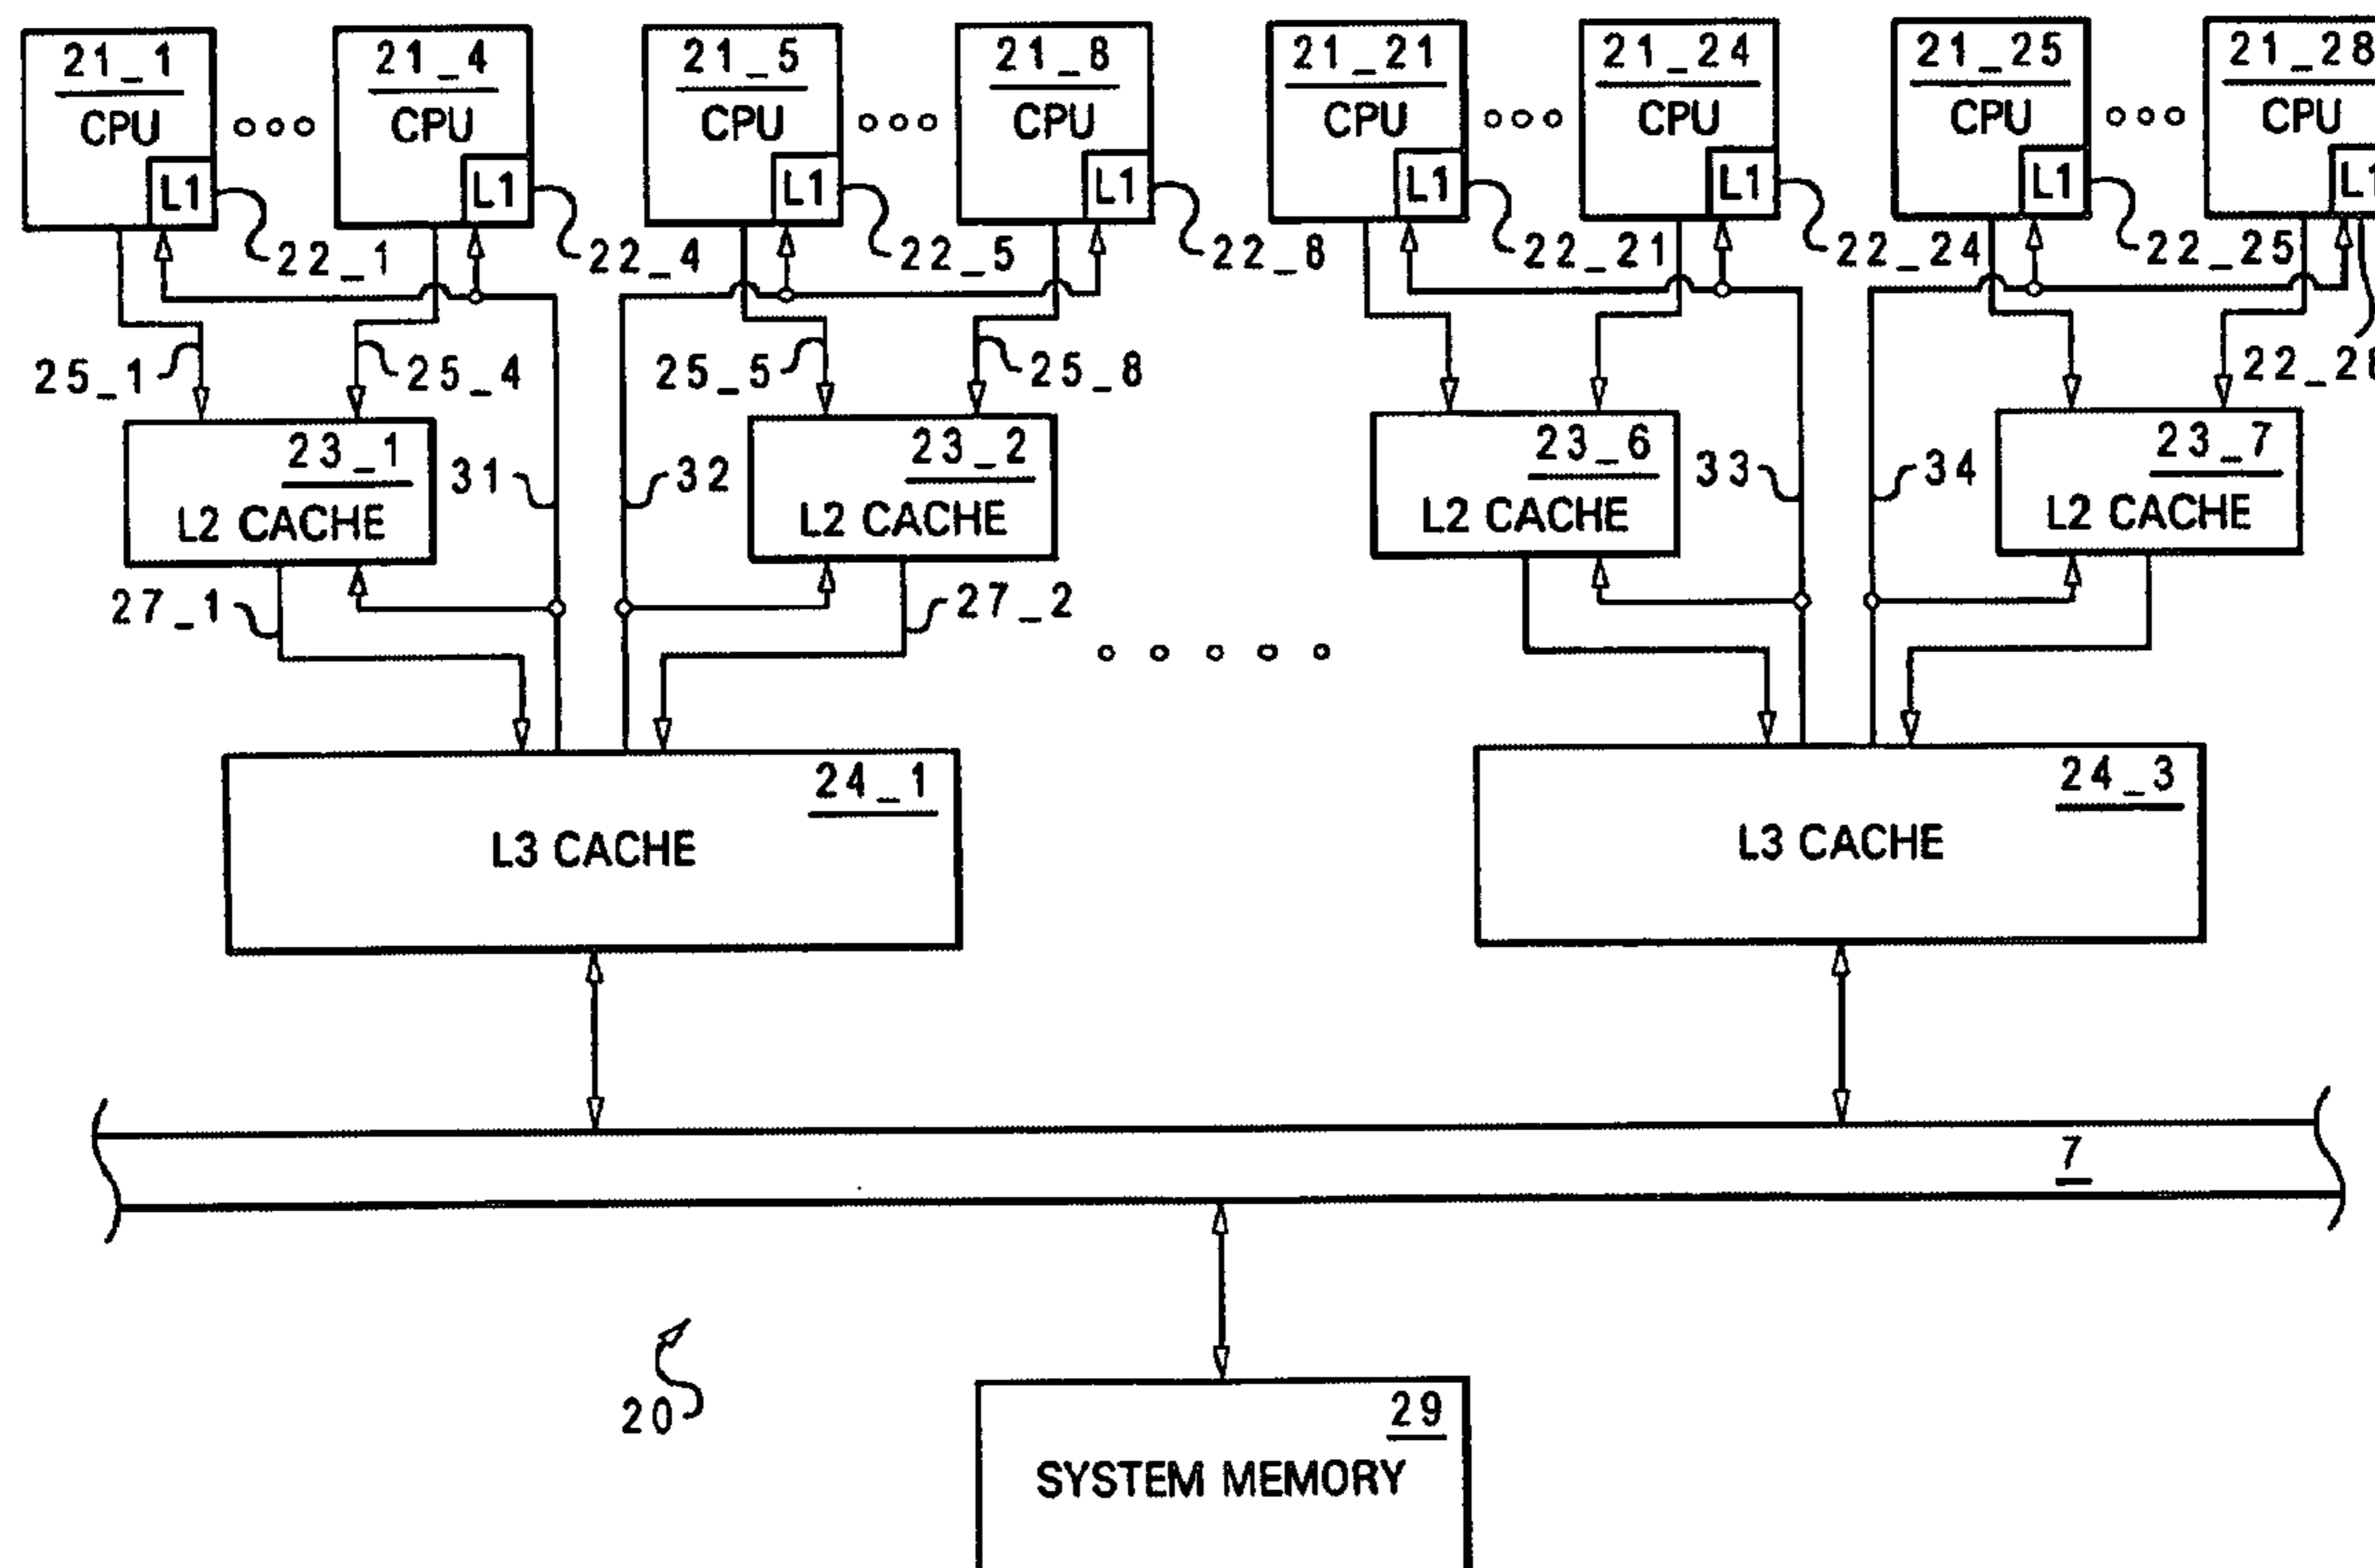 21_1 21_4 21_5 21_8 21_21 21_24 21_25 21_28
CPU CPU CPU CPU CPU CPU CPU CPU
L1 L1 L1 L1 L1 L1 L1 L1
22_1 22_4 22_5 22_8 22_21 22_24 22_25
25_1 25_4 25_5 25_8 22_28
23_1 23_2 23_6 23_7
31 32 33 34
L2 CACHE L2 CACHE L2 CACHE L2 CACHE
27_1 27_2
24_1 24_3
L3 CACHE L3 CACHE
7
20
29
SYSTEM MEMORY